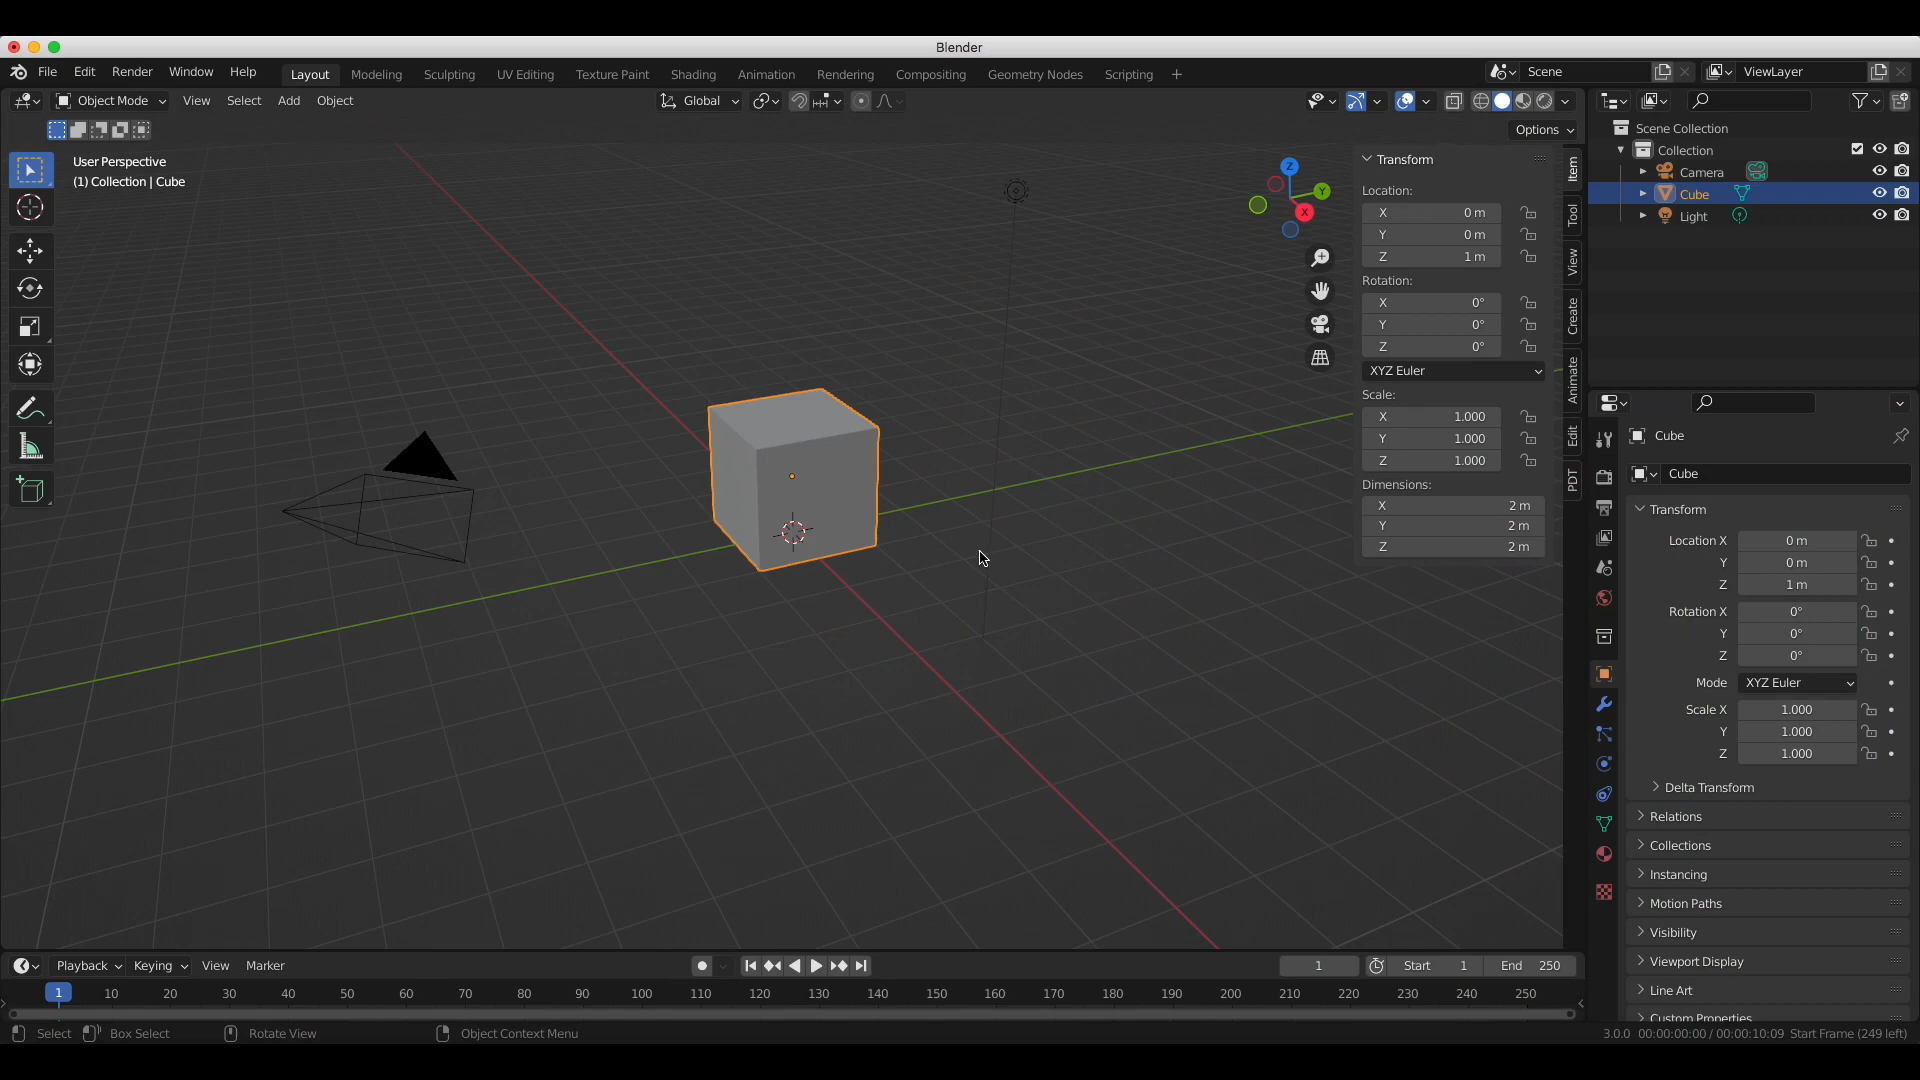 Blender
File Edit Render Window Help Layout Modeling Sculpting UV Editing Texture Paint Shading Animation Rendering Compositing Geometry Nodes Scripting +
Scene ViewLayer
Object Mode View Select Add Object Global
Options
User Perspective
(1) Collection | Cube
Z
Y
X
Transform
Location:
X 0 m
Y 0 m
Z 1 m
Rotation:
X 0°
Y 0°
Z 0°
XYZ Euler
Scale:
X 1.000
Y 1.000
Z 1.000
Dimensions:
X 2 m
Y 2 m
Z 2 m
Item
Tool
View
Create
Animate
Edit
PDT
Scene Collection
Collection
Camera
Cube
Light
Cube
Cube
Transform
Location X 0 m
Y 0 m
Z 1 m
Rotation X 0°
Y 0°
Z 0°
Mode XYZ Euler
Scale X 1.000
Y 1.000
Z 1.000
Delta Transform
Relations
Collections
Instancing
Motion Paths
Visibility
Viewport Display
Line Art
Custom Properties
Playback Keying View Marker 1 Start 1 End 250
1 10 20 30 40 50 60 70 80 90 100 110 120 130 140 150 160 170 180 190 200 210 220 230 240 250
Select Box Select Rotate View Object Context Menu 3.0.0 00:00:00:00 / 00:00:10:09 Start Frame (249 left)